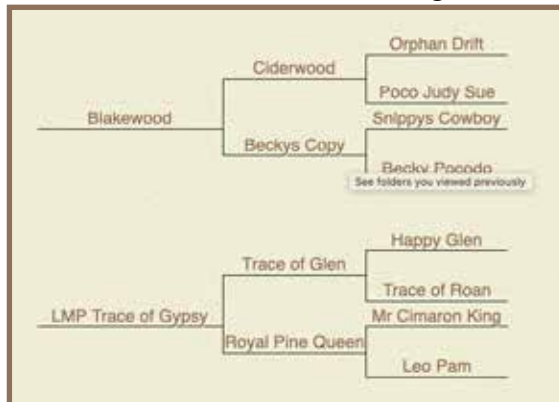 Orphan Drift
Ciderwood
Poco Judy Sue
Blakewood
Snippys Cowboy
Beckys Copy
Becky Pocodo
See folders you viewed previously
Happy Glen
Trace of Glen
Trace of Roan
LMP Trace of Gypsy
Mr Cimaron King
Royal Pine Queen
Leo Pam